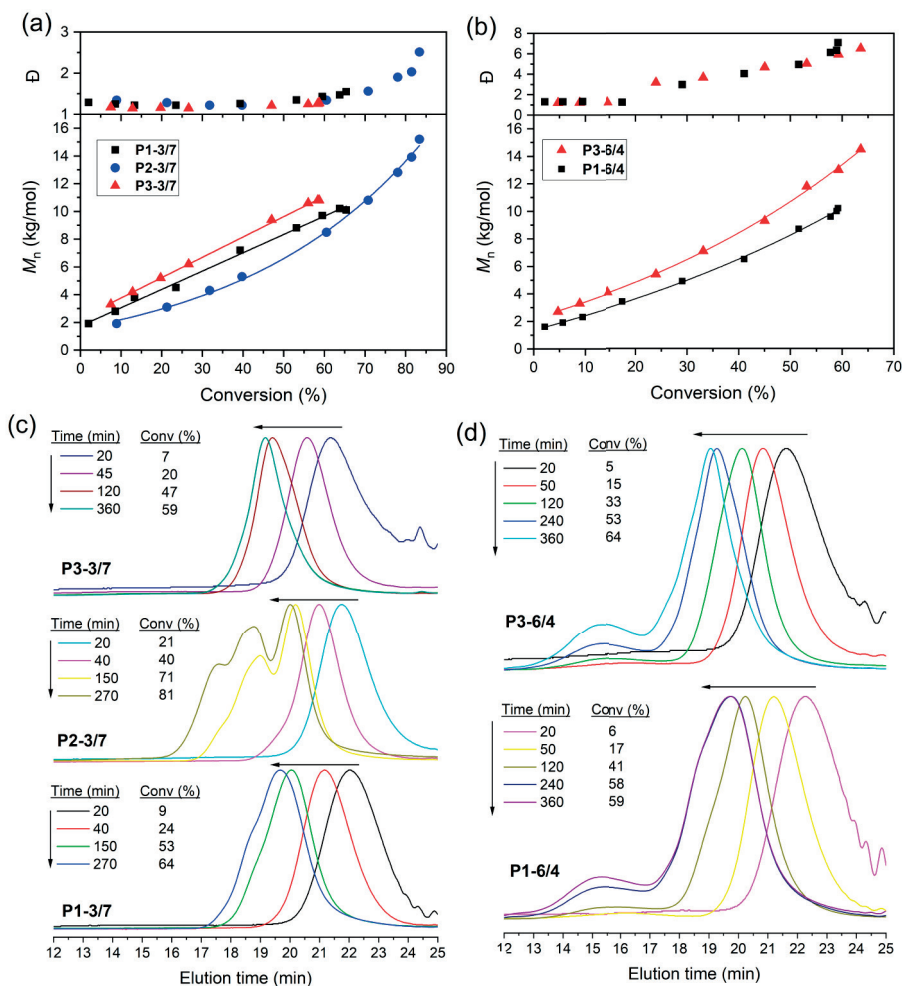 (a)
3
2
1
Đ
16
14
12
10
8
6
4
2
0
Mn (kg/mol)
P1-3/7
P2-3/7
P3-3/7
0 10 20 30 40 50 60 70 80 90
Conversion (%)
(b)
8
6
4
2
0
Đ
16
14
12
10
8
6
4
2
0
Mn (kg/mol)
P3-6/4
P1-6/4
0 10 20 30 40 50 60 70
Conversion (%)
(c)
Time (min) Conv (%)
20 7
45 20
120 47
360 59
P3-3/7
Time (min) Conv (%)
20 21
40 40
150 71
270 81
P2-3/7
Time (min) Conv (%)
20 9
40 24
150 53
270 64
P1-3/7
12 13 14 15 16 17 18 19 20 21 22 23 24 25
Elution time (min)
(d)
Time (min) Conv (%)
20 5
50 15
120 33
240 53
360 64
P3-6/4
Time (min) Conv (%)
20 6
50 17
120 41
240 58
360 59
P1-6/4
12 13 14 15 16 17 18 19 20 21 22 23 24 25
Elution time (min)